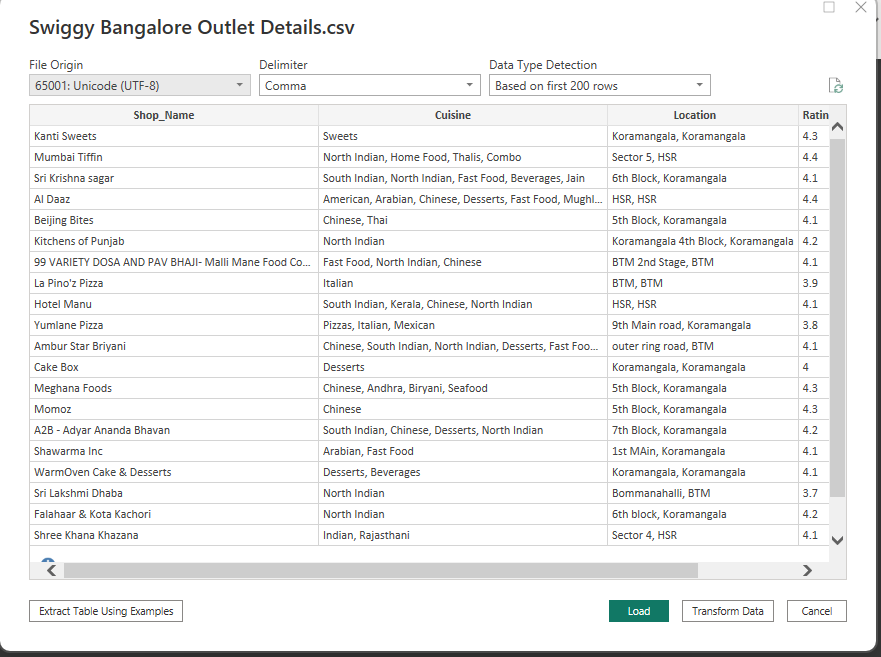 Swiggy Bangalore Outlet Details.csv
File Origin Delimiter Data Type Detection
65001: Unicode (UTF-8) Comma Based on first 200 rows
Shop_Name Cuisine Location Ratin
Kanti Sweets Sweets Koramangala, Koramangala 4.3
Mumbai Tiffin North Indian, Home Food, Thalis, Combo Sector 5, HSR 4.4
Sri Krishna sagar South Indian, North Indian, Fast Food, Beverages, Jain 6th Block, Koramangala 4.1
Al Daaz American, Arabian, Chinese, Desserts, Fast Food, Mughl... HSR, HSR 4.4
Beijing Bites Chinese, Thai 5th Block, Koramangala 4.1
Kitchens of Punjab North Indian Koramangala 4th Block, Koramangala 4.2
99 VARIETY DOSA AND PAV BHAJI- Malli Mane Food Co... Fast Food, North Indian, Chinese BTM 2nd Stage, BTM 4.1
La Pino'z Pizza Italian BTM, BTM 3.9
Hotel Manu South Indian, Kerala, Chinese, North Indian HSR, HSR 4.1
Yumlane Pizza Pizzas, Italian, Mexican 9th Main road, Koramangala 3.8
Ambur Star Briyani Chinese, South Indian, North Indian, Desserts, Fast Foo... outer ring road, BTM 4.1
Cake Box Desserts Koramangala, Koramangala 4
Meghana Foods Chinese, Andhra, Biryani, Seafood 5th Block, Koramangala 4.3
Momoz Chinese 5th Block, Koramangala 4.3
A2B - Adyar Ananda Bhavan South Indian, Chinese, Desserts, North Indian 7th Block, Koramangala 4.2
Shawarma Inc Arabian, Fast Food 1st MAin, Koramangala 4.1
WarmOven Cake & Desserts Desserts, Beverages Koramangala, Koramangala 4.1
Sri Lakshmi Dhaba North Indian Bommanahalli, BTM 3.7
Falahaar & Kota Kachori North Indian 6th block, Koramangala 4.2
Shree Khana Khazana Indian, Rajasthani Sector 4, HSR 4.1
Extract Table Using Examples Load Transform Data Cancel